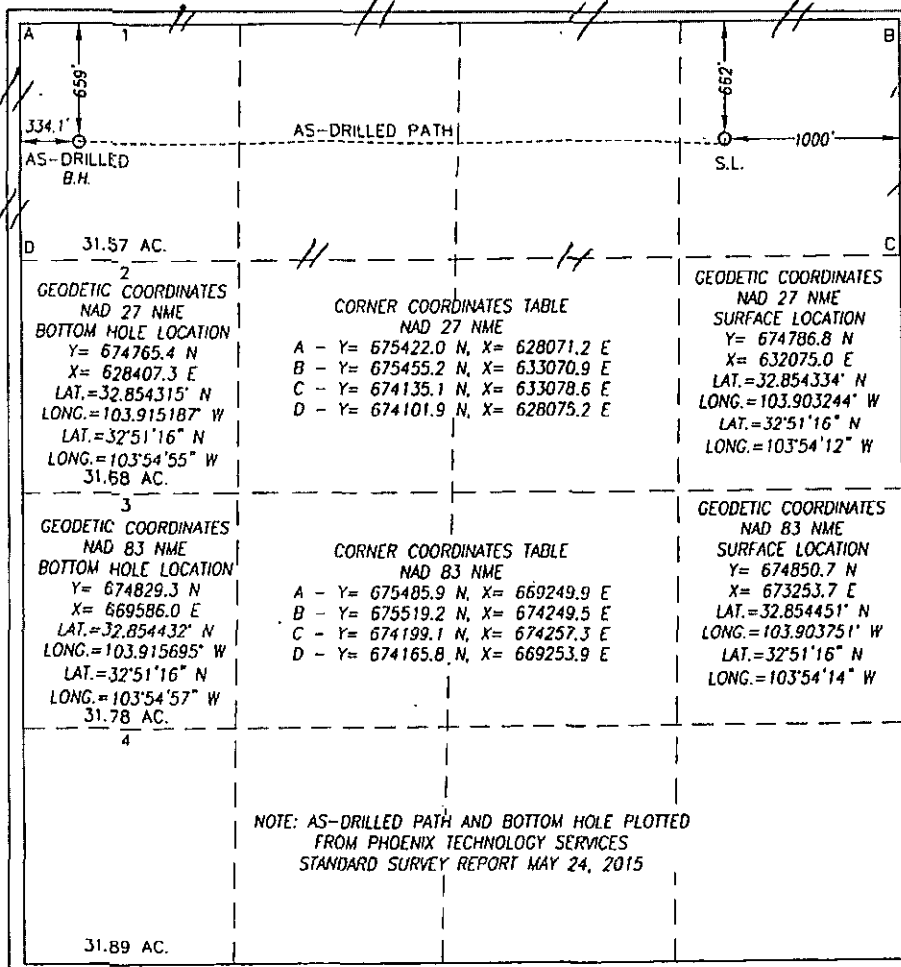 A
1
B
659'
662'
334.1'
AS-DRILLED PATH
1000'
AS-DRILLED
B.H.
S.L.
D
31.57 AC.
C
2
GEODETIC COORDINATES
NAD 27 NME
BOTTOM HOLE LOCATION
Y= 674765.4 N
X= 628407.3 E
LAT.=32.854315° N
LONG.=103.915187° W
LAT.=32°51'16" N
LONG.=103°54'55" W
31.68 AC.
CORNER COORDINATES TABLE
NAD 27 NME
A - Y= 675422.0 N, X= 628071.2 E
B - Y= 675455.2 N, X= 633070.9 E
C - Y= 674135.1 N, X= 633078.6 E
D - Y= 674101.9 N, X= 628075.2 E
GEODETIC COORDINATES
NAD 27 NME
SURFACE LOCATION
Y= 674786.8 N
X= 632075.0 E
LAT.=32.854334° N
LONG.=103.903244° W
LAT.=32°51'16" N
LONG.=103°54'12" W
3
GEODETIC COORDINATES
NAD 83 NME
BOTTOM HOLE LOCATION
Y= 674829.3 N
X= 669586.0 E
LAT.=32.854432° N
LONG.=103.915695° W
LAT.=32°51'16" N
LONG.=103°54'57" W
31.78 AC.
CORNER COORDINATES TABLE
NAD 83 NME
A - Y= 675485.9 N, X= 669249.9 E
B - Y= 675519.2 N, X= 674249.5 E
C - Y= 674199.1 N, X= 674257.3 E
D - Y= 674165.8 N, X= 669253.9 E
GEODETIC COORDINATES
NAD 83 NME
SURFACE LOCATION
Y= 674850.7 N
X= 673253.7 E
LAT.=32.854451° N
LONG.=103.903751° W
LAT.=32°51'16" N
LONG.=103°54'14" W
4
NOTE: AS-DRILLED PATH AND BOTTOM HOLE PLOTTED
FROM PHOENIX TECHNOLOGY SERVICES
STANDARD SURVEY REPORT MAY 24, 2015
31.89 AC.